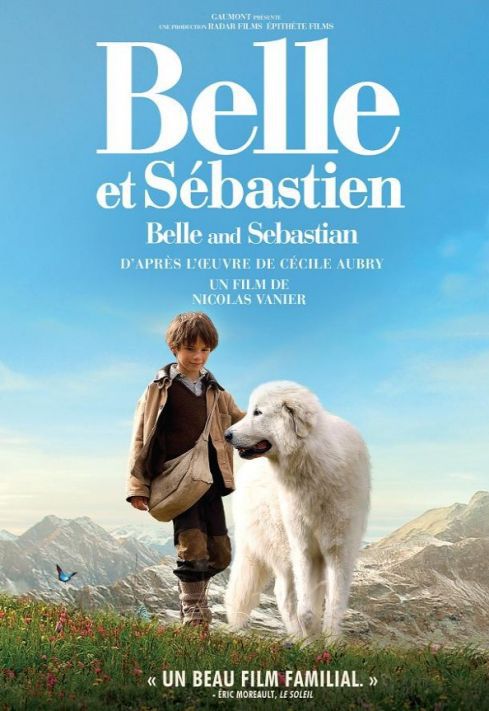 GAUMONT PRÉSENTE
UNE PRODUCTION RADAR FILMS ÉPITHÈTE FILMS
Belle
et Sébastien
Belle and Sebastian
D'APRÈS L'ŒUVRE DE CÉCILE AUBRY
UN FILM DE
NICOLAS VANIER
« UN BEAU FILM FAMILIAL. »
- ÉRIC MOREAULT, LE SOLEIL